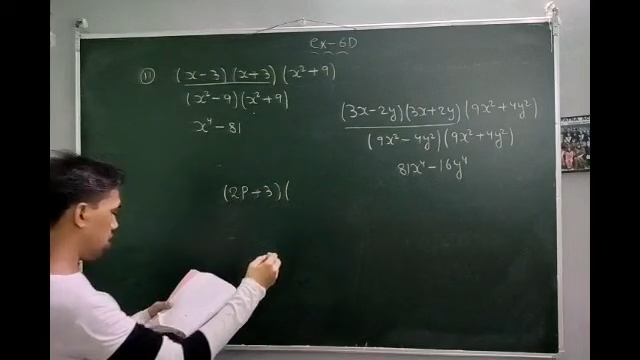 ex-6D
11 (x-3)(x+3)(x²+9)
(x²-9)(x²+9)
x⁴-81
(3x-2y)(3x+2y)(9x²+4y²)
(9x²-4y²)(9x²+4y²)
81x⁴-16y⁴
(2P+3)(